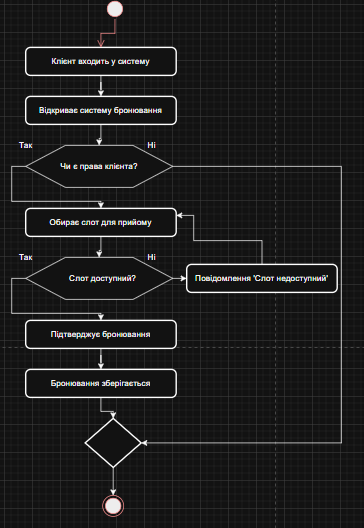 Клієнт входить у систему
Відкриває систему бронювання
Так
Ні
Чи є права клієнта?
Обирає слот для прийому
Так
Ні
Слот доступний?
Повідомлення 'Слот недоступний'
Підтверджує бронювання
Бронювання зберігається